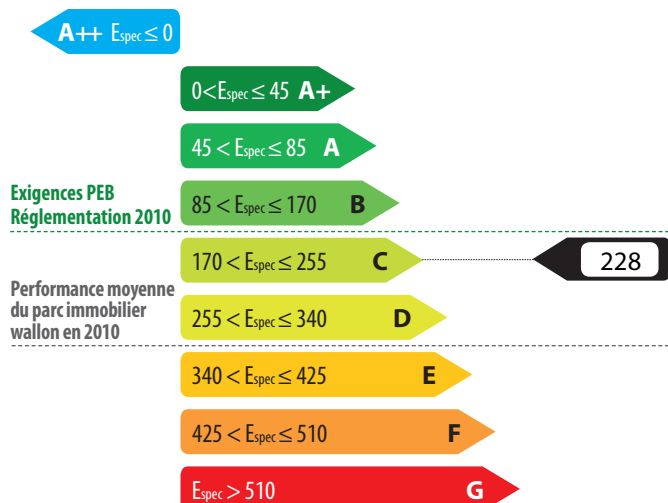 A++ Espec ≤ 0
0<Espec ≤ 45 A+
45 < Espec ≤ 85 A
Exigences PEB
Réglementation 2010
85 < Espec ≤ 170 B
170 < Espec ≤ 255 C
228
Performance moyenne
du parc immobilier
wallon en 2010
255 < Espec ≤ 340 D
340 < Espec ≤ 425 E
425 < Espec ≤ 510 F
Espec > 510 G